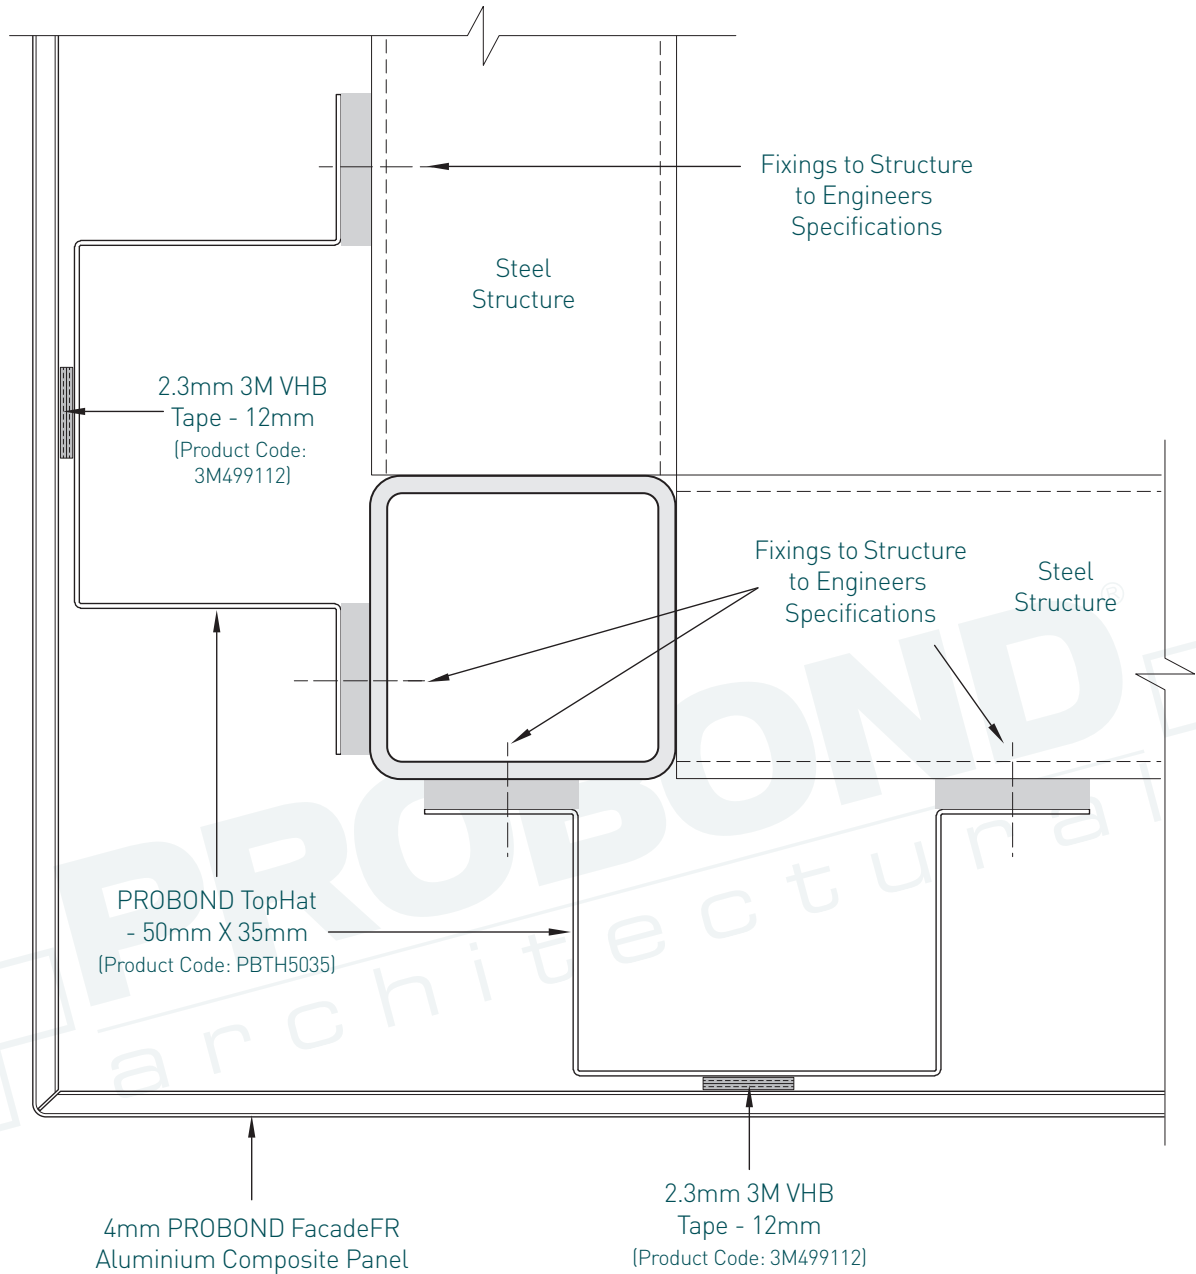 Fixings to Structure
to Engineers
Specifications
Steel
Structure
2.3mm 3M VHB
Tape - 12mm
(Product Code:
3M499112)
Fixings to Structure
to Engineers
Specifications
Steel
Structure
PROBOND®
architectural
PROBOND TopHat
- 50mm X 35mm
(Product Code: PBTH5035)
2.3mm 3M VHB
Tape - 12mm
(Product Code: 3M499112)
4mm PROBOND FacadeFR
Aluminium Composite Panel